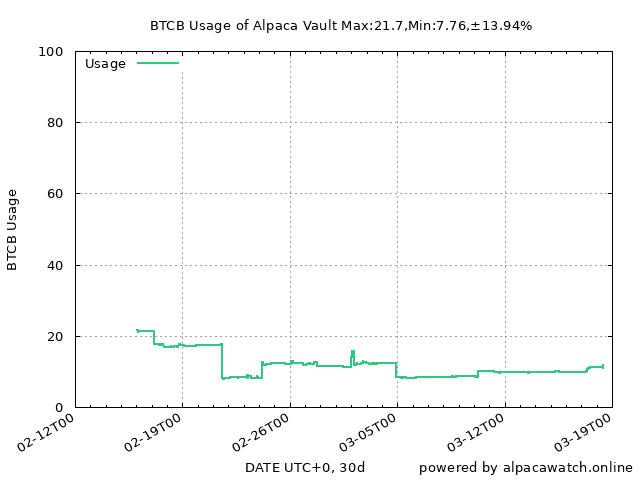 BTCB Usage of Alpaca Vault Max:21.7,Min:7.76,±13.94%
Usage
100
80
60
40
20
0
BTCB Usage
02-12T00
02-19T00
02-26T00
03-05T00
03-12T00
03-19T00
DATE UTC+0, 30d
powered by alpacawatch.online